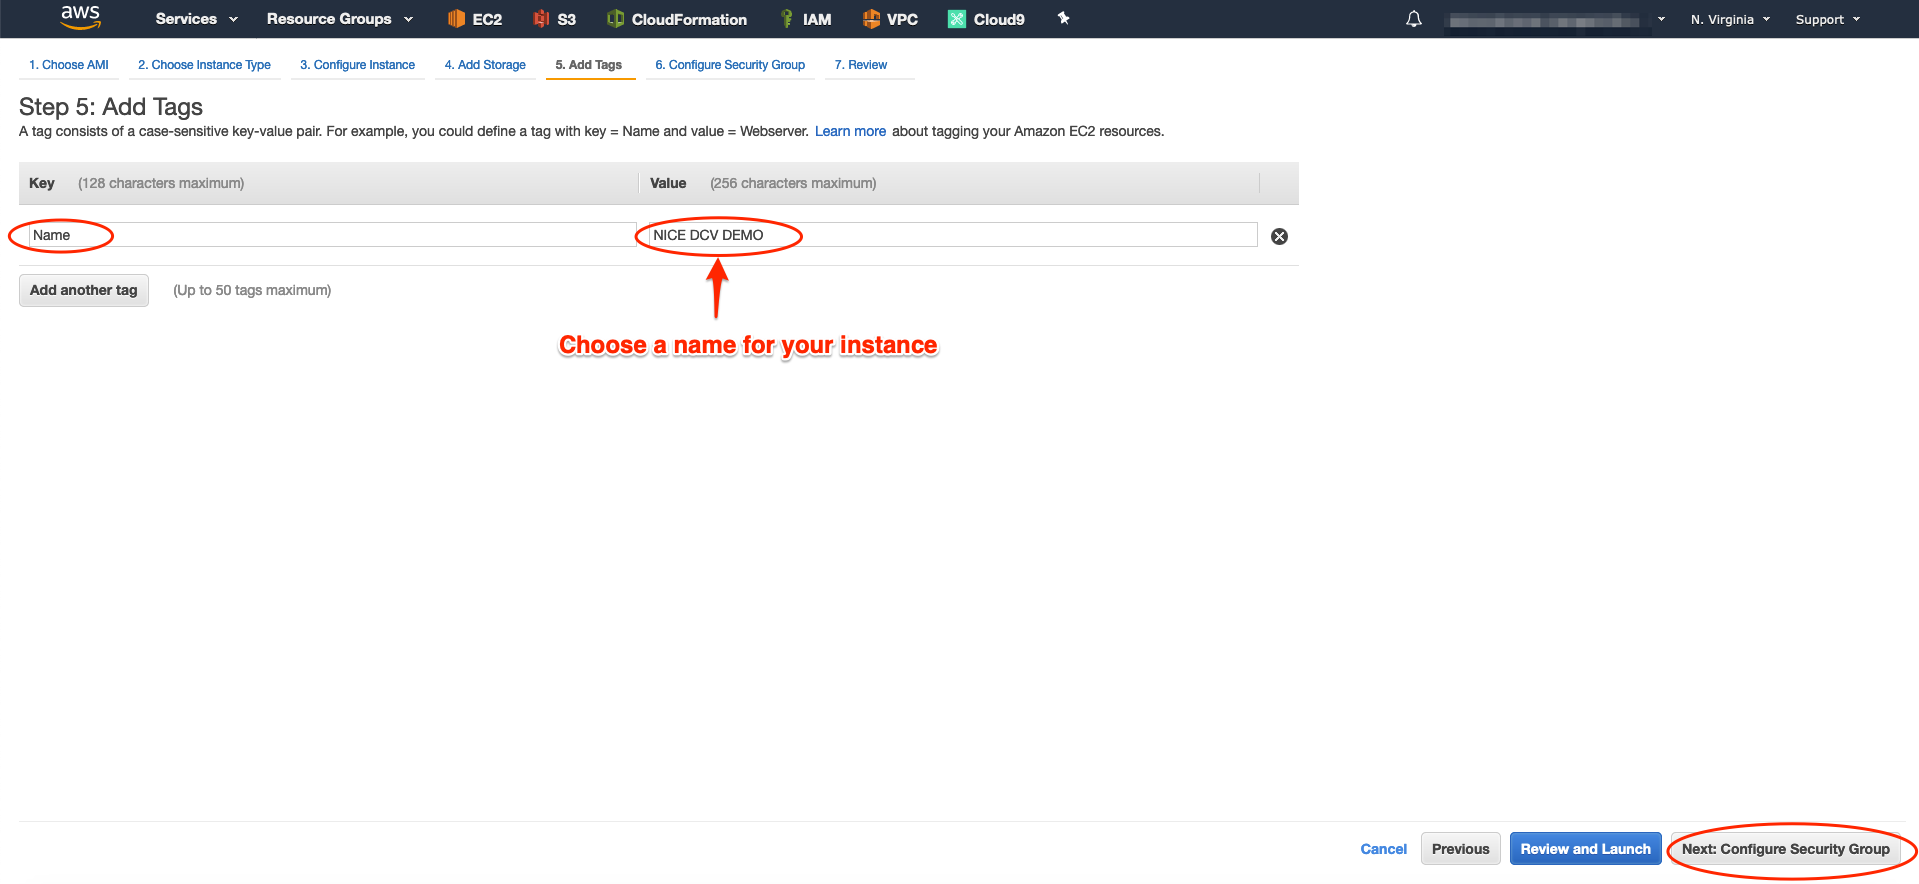 aws Services Resource Groups EC2 S3 CloudFormation IAM VPC Cloud9 N. Virginia Support
1. Choose AMI 2. Choose Instance Type 3. Configure Instance 4. Add Storage 5. Add Tags 6. Configure Security Group 7. Review
Step 5: Add Tags
A tag consists of a case-sensitive key-value pair. For example, you could define a tag with key = Name and value = Webserver. Learn more about tagging your Amazon EC2 resources.
Key (128 characters maximum) Value (256 characters maximum)
Name NICE DCV DEMO
Add another tag (Up to 50 tags maximum)
Choose a name for your instance
Cancel Previous Review and Launch Next: Configure Security Group